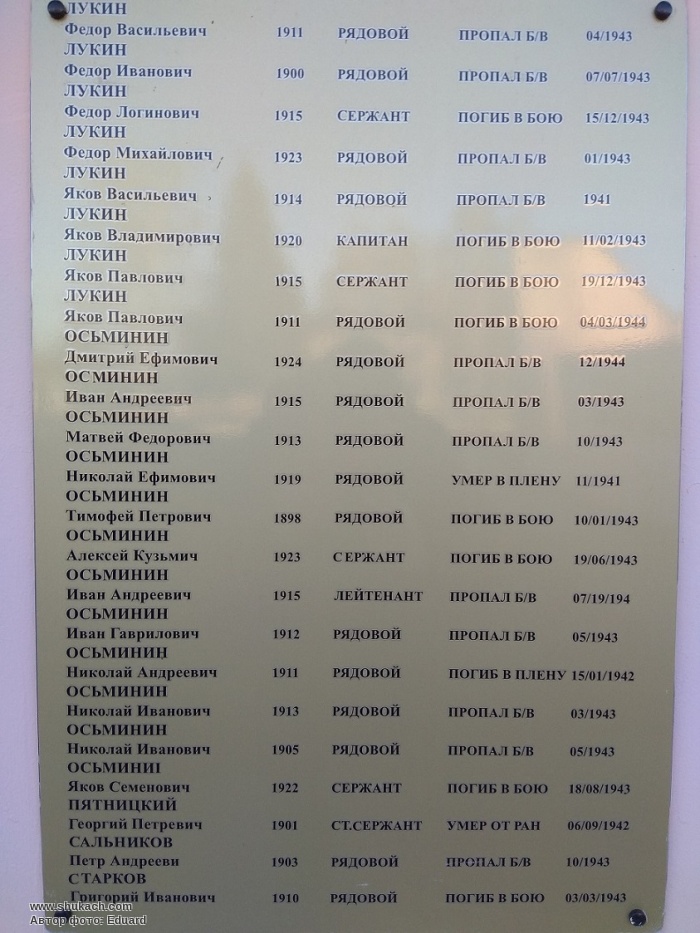 ЛУКИН
Федор Васильевич 1911 РЯДОВОЙ ПРОПАЛ Б/В 04/1943
Федор Иванович 1900 РЯДОВОЙ ПРОПАЛ Б/В 07/07/1943
ЛУКИН
Федор Логинович 1915 СЕРЖАНТ ПОГИБ В БОЮ 15/12/1943
ЛУКИН
Федор Михайлович 1923 РЯДОВОЙ ПРОПАЛ Б/В 01/1943
ЛУКИН
Яков Васильевич 1914 РЯДОВОЙ ПРОПАЛ Б/В 1941
ЛУКИН
Яков Владимирович 1920 КАПИТАН ПОГИБ В БОЮ 11/02/1943
ЛУКИН
Яков Павлович 1915 СЕРЖАНТ ПОГИБ В БОЮ 19/12/1943
ЛУКИН
Яков Павлович 1911 РЯДОВОЙ ПОГИБ В БОЮ 04/03/1944
ОСЬМИНИН
Дмитрий Ефимович 1924 РЯДОВОЙ ПРОПАЛ Б/В 12/1944
ОСМИНИН
Иван Андреевич 1915 РЯДОВОЙ ПРОПАЛ Б/В 03/1943
ОСЬМИНИН
Матвей Федорович 1913 РЯДОВОЙ ПРОПАЛ Б/В 10/1943
ОСЬМИНИН
Николай Ефимович 1919 РЯДОВОЙ УМЕР В ПЛЕНУ 11/1941
ОСЬМИНИН
Тимофей Петрович 1898 РЯДОВОЙ ПОГИБ В БОЮ 10/01/1943
ОСЬМИНИН
Алексей Кузьмич 1923 СЕРЖАНТ ПОГИБ В БОЮ 19/06/1943
ОСЬМИНИН
Иван Андреевич 1915 ЛЕЙТЕНАНТ ПРОПАЛ Б/В 07/19/194
ОСЬМИНИН
Иван Гаврилович 1912 РЯДОВОЙ ПРОПАЛ Б/В 05/1943
ОСЬМИНИН
Николай Андреевич 1911 РЯДОВОЙ ПОГИБ В ПЛЕНУ 15/01/1942
ОСЬМИНИН
Николай Иванович 1913 РЯДОВОЙ ПРОПАЛ Б/В 03/1943
ОСЬМИНИН
Николай Иванович 1905 РЯДОВОЙ ПРОПАЛ Б/В 05/1943
ОСЬМИНИI
Яков Семенович 1922 СЕРЖАНТ ПОГИБ В БОЮ 18/08/1943
ПЯТНИЦКИЙ
Георгий Петревич 1901 СТ.СЕРЖАНТ УМЕР ОТ РАН 06/09/1942
САЛЬНИКОВ
Петр Андрееви 1903 РЯДОВОЙ ПРОПАЛ Б/В 10/1943
СТАРКОВ
Григорий Иванович 1910 РЯДОВОЙ ПОГИБ В БОЮ 03/03/1943
www.shukach.com
Автор фото: Eduard